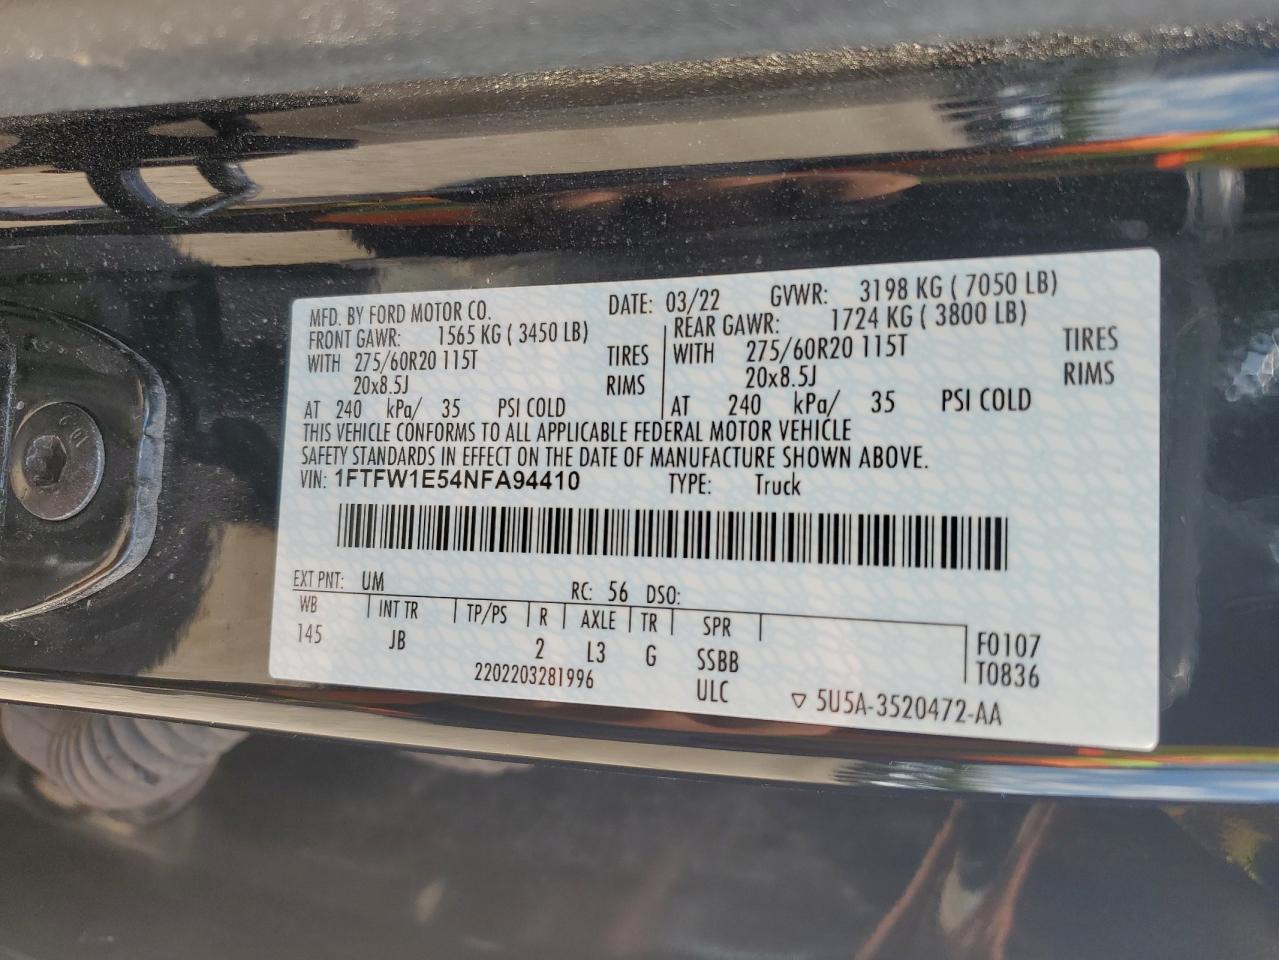 MFD. BY FORD MOTOR CO. DATE: 03/22 GVWR: 3198 KG ( 7050 LB)
FRONT GAWR: 1565 KG ( 3450 LB) REAR GAWR: 1724 KG ( 3800 LB)
WITH 275/60R20 115T TIRES WITH 275/60R20 115T TIRES
20x8.5J RIMS 20x8.5J RIMS
AT 240 kPa/ 35 PSI COLD AT 240 kPa/ 35 PSI COLD
THIS VEHICLE CONFORMS TO ALL APPLICABLE FEDERAL MOTOR VEHICLE
SAFETY STANDARDS IN EFFECT ON THE DATE OF MANUFACTURE SHOWN ABOVE.
VIN: 1FTFW1E54NFA94410 TYPE: Truck
EXT PNT: UM RC: 56 DSO:
WB INT TR TP/PS R AXLE TR SPR
145 JB 2 L3 G SSBB F0107
2202203281996 ULC T0836
5U5A-3520472-AA